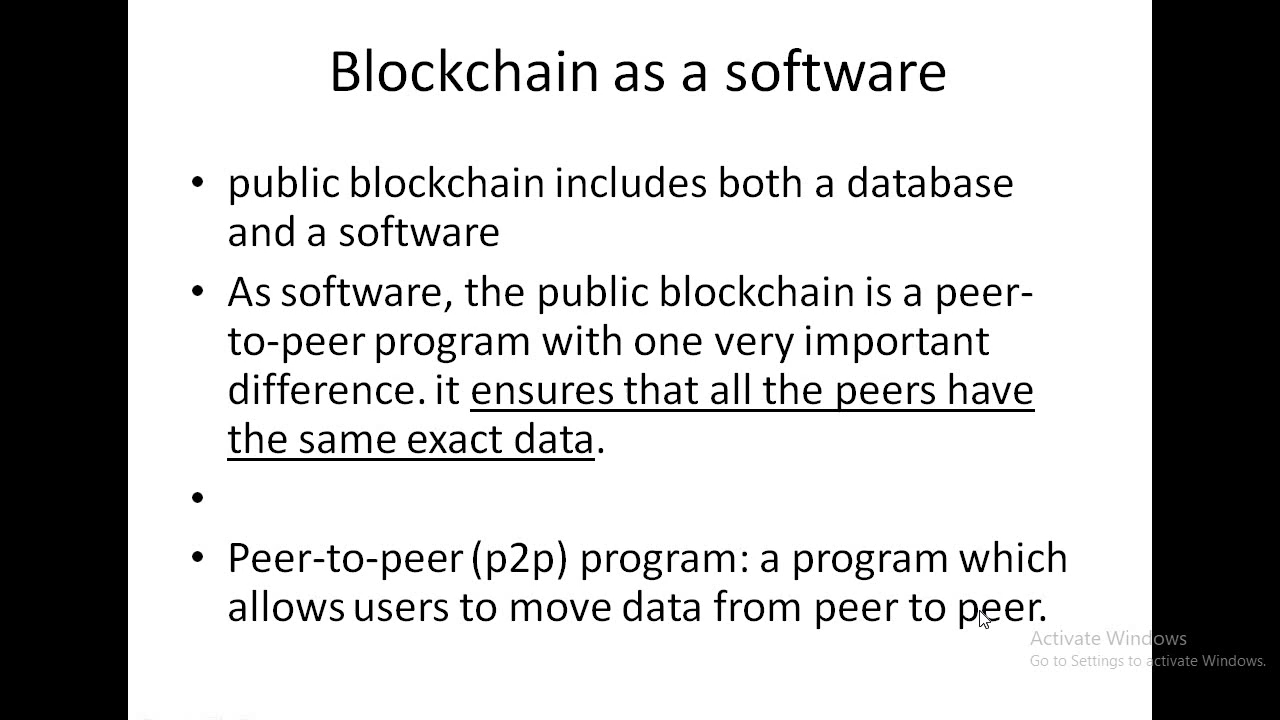 Blockchain as a software
• public blockchain includes both a database
and a software
• As software, the public blockchain is a peer-
to-peer program with one very important
difference. it ensures that all the peers have
the same exact data.
•
• Peer-to-peer (p2p) program: a program which
allows users to move data from peer to peer.
Activate Windows
Go to Settings to activate Windows.